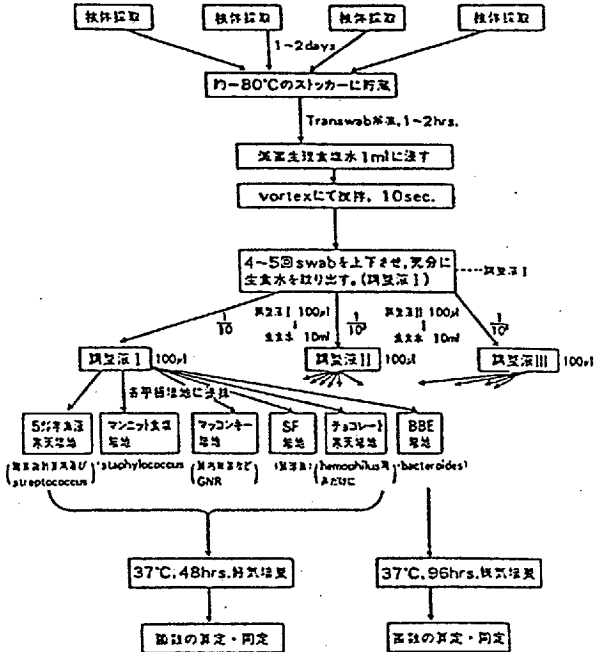 検体採取 検体採取 検体採取 検体採取
1~2days
約-80℃のストッカーに貯蔵
Transwab解凍, 1~2hrs.
滅菌生理食塩水1mlに浸す
vortexにて攪拌, 10sec.
4~5回swabを上下させ, 充分に
生食水を取り出す。(調整液I)
調整液I
1/10 調整液I 100μl 1/10² 調整液II 100μl 1/10²
生食水 10ml 生食水 10ml
調整液I 100μl 調整液II 100μl 調整液III 100μl
各平板培地に塗抹
5%羊血液
寒天培地
マンニット食塩
培地
マッコンキー
培地
SF
培地
チョコレート
寒天培地
BBE
培地
streptococcus
staphylococcus
GNR
hemophilus
bacteroides
37℃, 48hrs.好気培養 37℃, 96hrs.嫌気培養
菌数の算定・同定 菌数の算定・同定